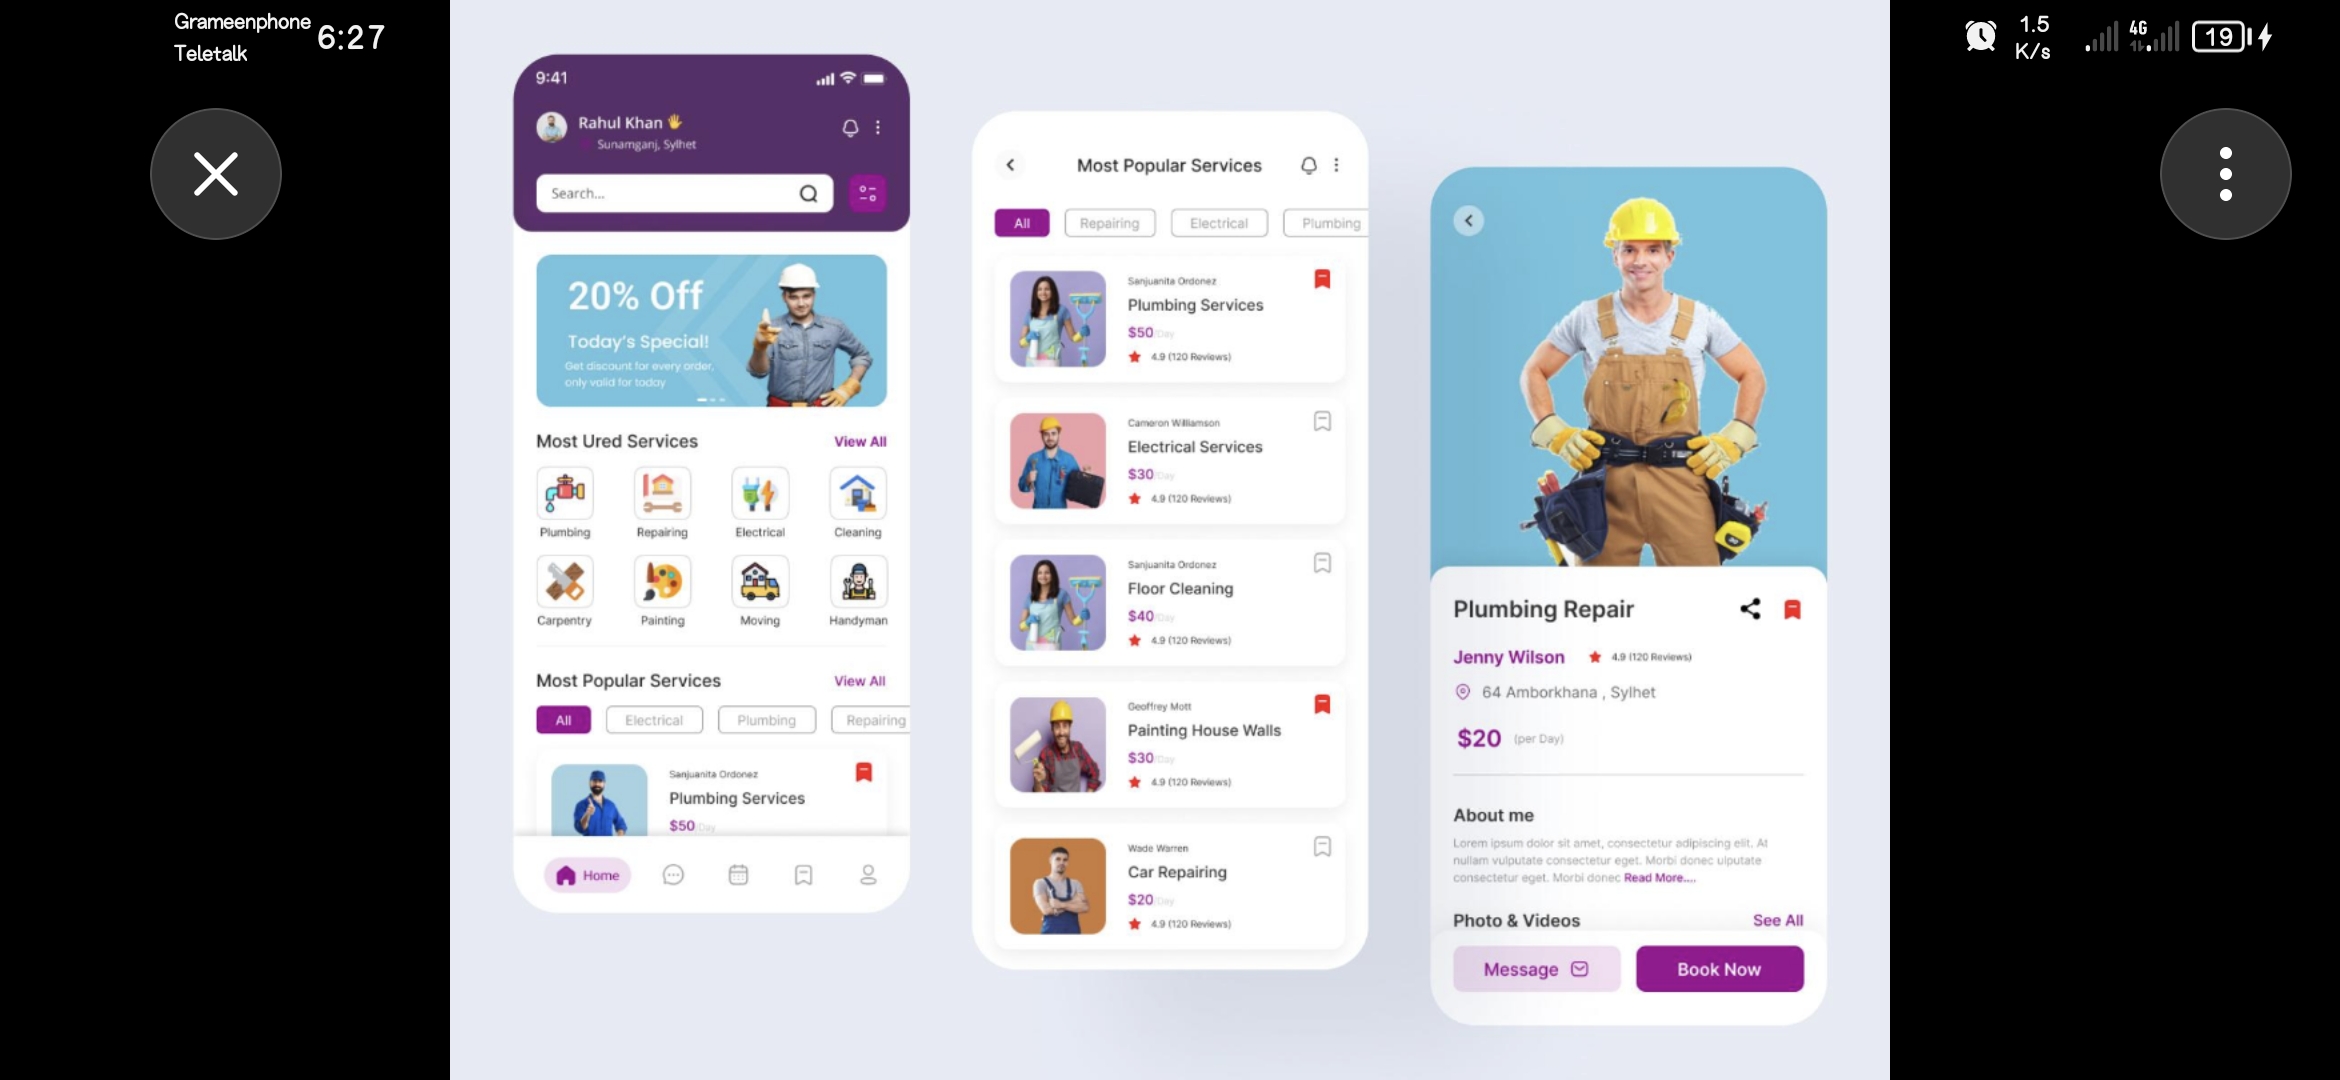 Grameenphone
Teletalk
6:27
1.5
K/s
4G
19
9:41
Rahul Khan
Sunamganj, Sylhet
Search...
20% Off
Today's Special!
Get discount for every order,
only valid for today
Most Ured Services
View All
Plumbing
Repairing
Electrical
Cleaning
Carpentry
Painting
Moving
Handyman
Most Popular Services
View All
All
Electrical
Plumbing
Repairing
Sanjuanita Ordonez
Plumbing Services
$50/Day
Home
Most Popular Services
All
Repairing
Electrical
Plumbing
Sanjuanita Ordonez
Plumbing Services
$50/Day
4.9 (120 Reviews)
Cameron Williamson
Electrical Services
$30/Day
4.9 (120 Reviews)
Sanjuanita Ordonez
Floor Cleaning
$40/Day
4.9 (120 Reviews)
Geoffrey Mott
Painting House Walls
$30/Day
4.9 (120 Reviews)
Wade Warren
Car Repairing
$20/Day
4.9 (120 Reviews)
Plumbing Repair
Jenny Wilson
4.9 (120 Reviews)
64 Amborkhana , Sylhet
$20 (per Day)
About me
Lorem ipsum dolor sit amet, consectetur adipiscing elit. At
nullam vulputate consectetur eget. Morbi donec ulputate
consectetur eget. Morbi donec Read More....
Photo & Videos
See All
Message
Book Now